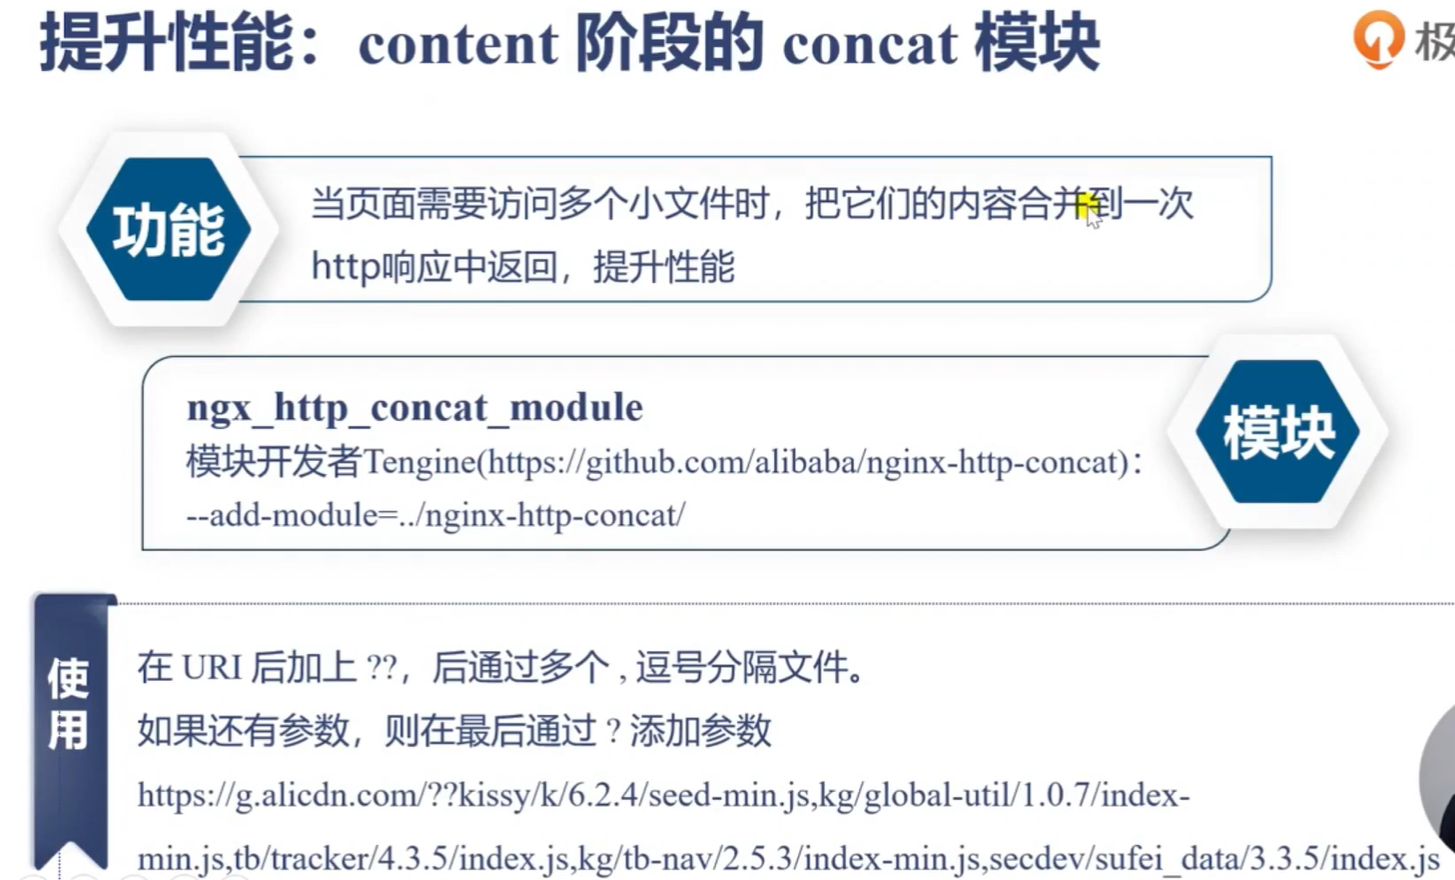 提升性能：content 阶段的 concat 模块
极
功能
当页面需要访问多个小文件时，把它们的内容合并到一次
http响应中返回，提升性能
ngx_http_concat_module
模块开发者Tengine(https://github.com/alibaba/nginx-http-concat)：
--add-module=../nginx-http-concat/
模块
使用
在 URI 后加上 ??，后通过多个 , 逗号分隔文件。
如果还有参数，则在最后通过 ? 添加参数
https://g.alicdn.com/??kissy/k/6.2.4/seed-min.js,kg/global-util/1.0.7/index-
min.js,tb/tracker/4.3.5/index.js,kg/tb-nav/2.5.3/index-min.js,secdev/sufei_data/3.3.5/index.js